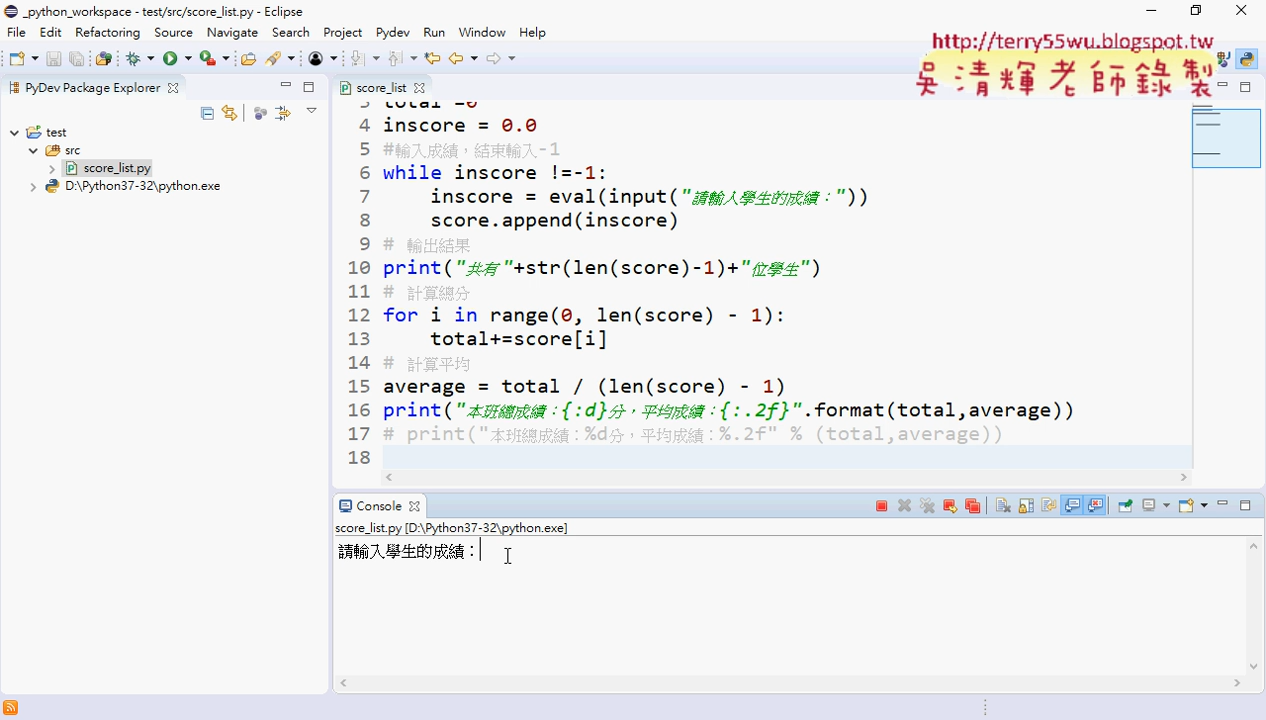 _python_workspace - test/src/score_list.py - Eclipse
File Edit Refactoring Source Navigate Search Project Pydev Run Window Help
http://terry55wu.blogspot.tw
吳清輝老師錄製
PyDev Package Explorer
test
src
score_list.py
D:\Python37-32\python.exe
score_list
3 total =0
4 inscore = 0.0
5 #輸入成績，結束輸入-1
6 while inscore !=-1:
7     inscore = eval(input("請輸入學生的成績："))
8     score.append(inscore)
9 # 輸出結果
10 print("共有"+str(len(score)-1)+"位學生")
11 # 計算總分
12 for i in range(0, len(score) - 1):
13     total+=score[i]
14 # 計算平均
15 average = total / (len(score) - 1)
16 print("本班總成績：{:d}分，平均成績：{:.2f}".format(total,average))
17 # print("本班總成績：%d分，平均成績：%.2f" % (total,average))
18
Console
score_list.py [D:\Python37-32\python.exe]
請輸入學生的成績：